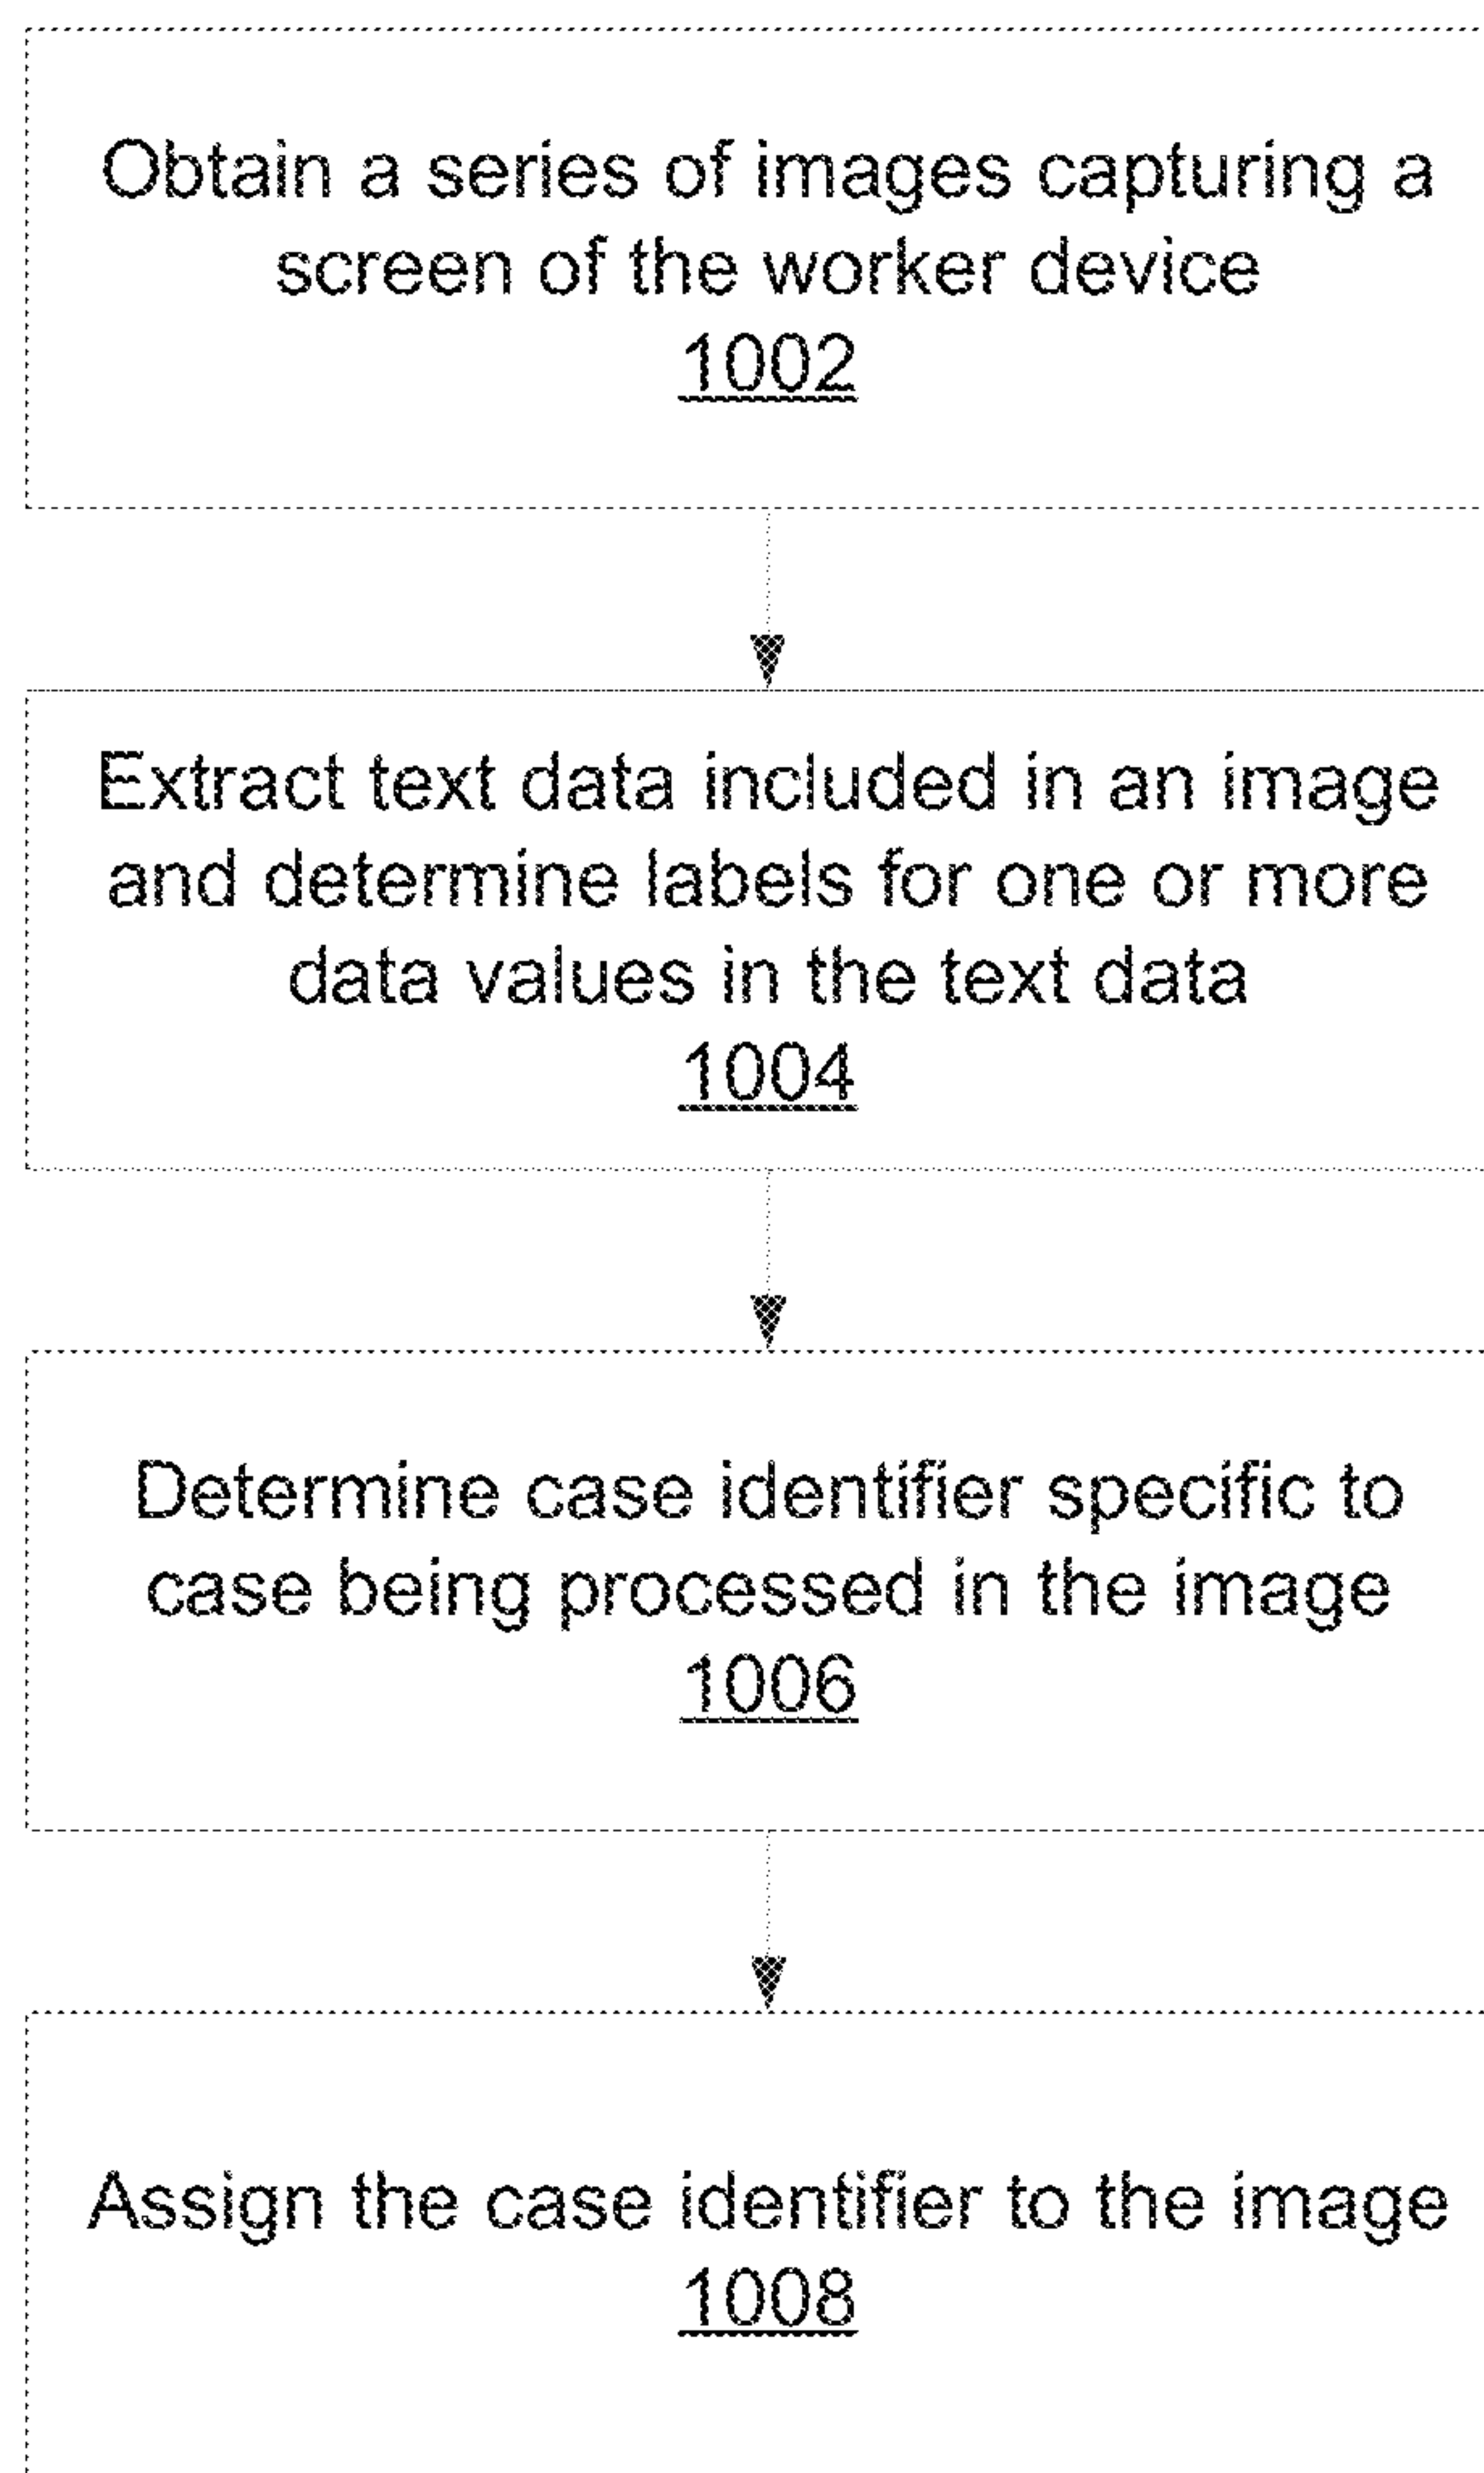 Obtain a series of images capturing a
screen of the worker device
1002
Extract text data included in an image
and determine labels for one or more
data values in the text data
1004
Determine case identifier specific to
case being processed in the image
1006
Assign the case identifier to the image
1008